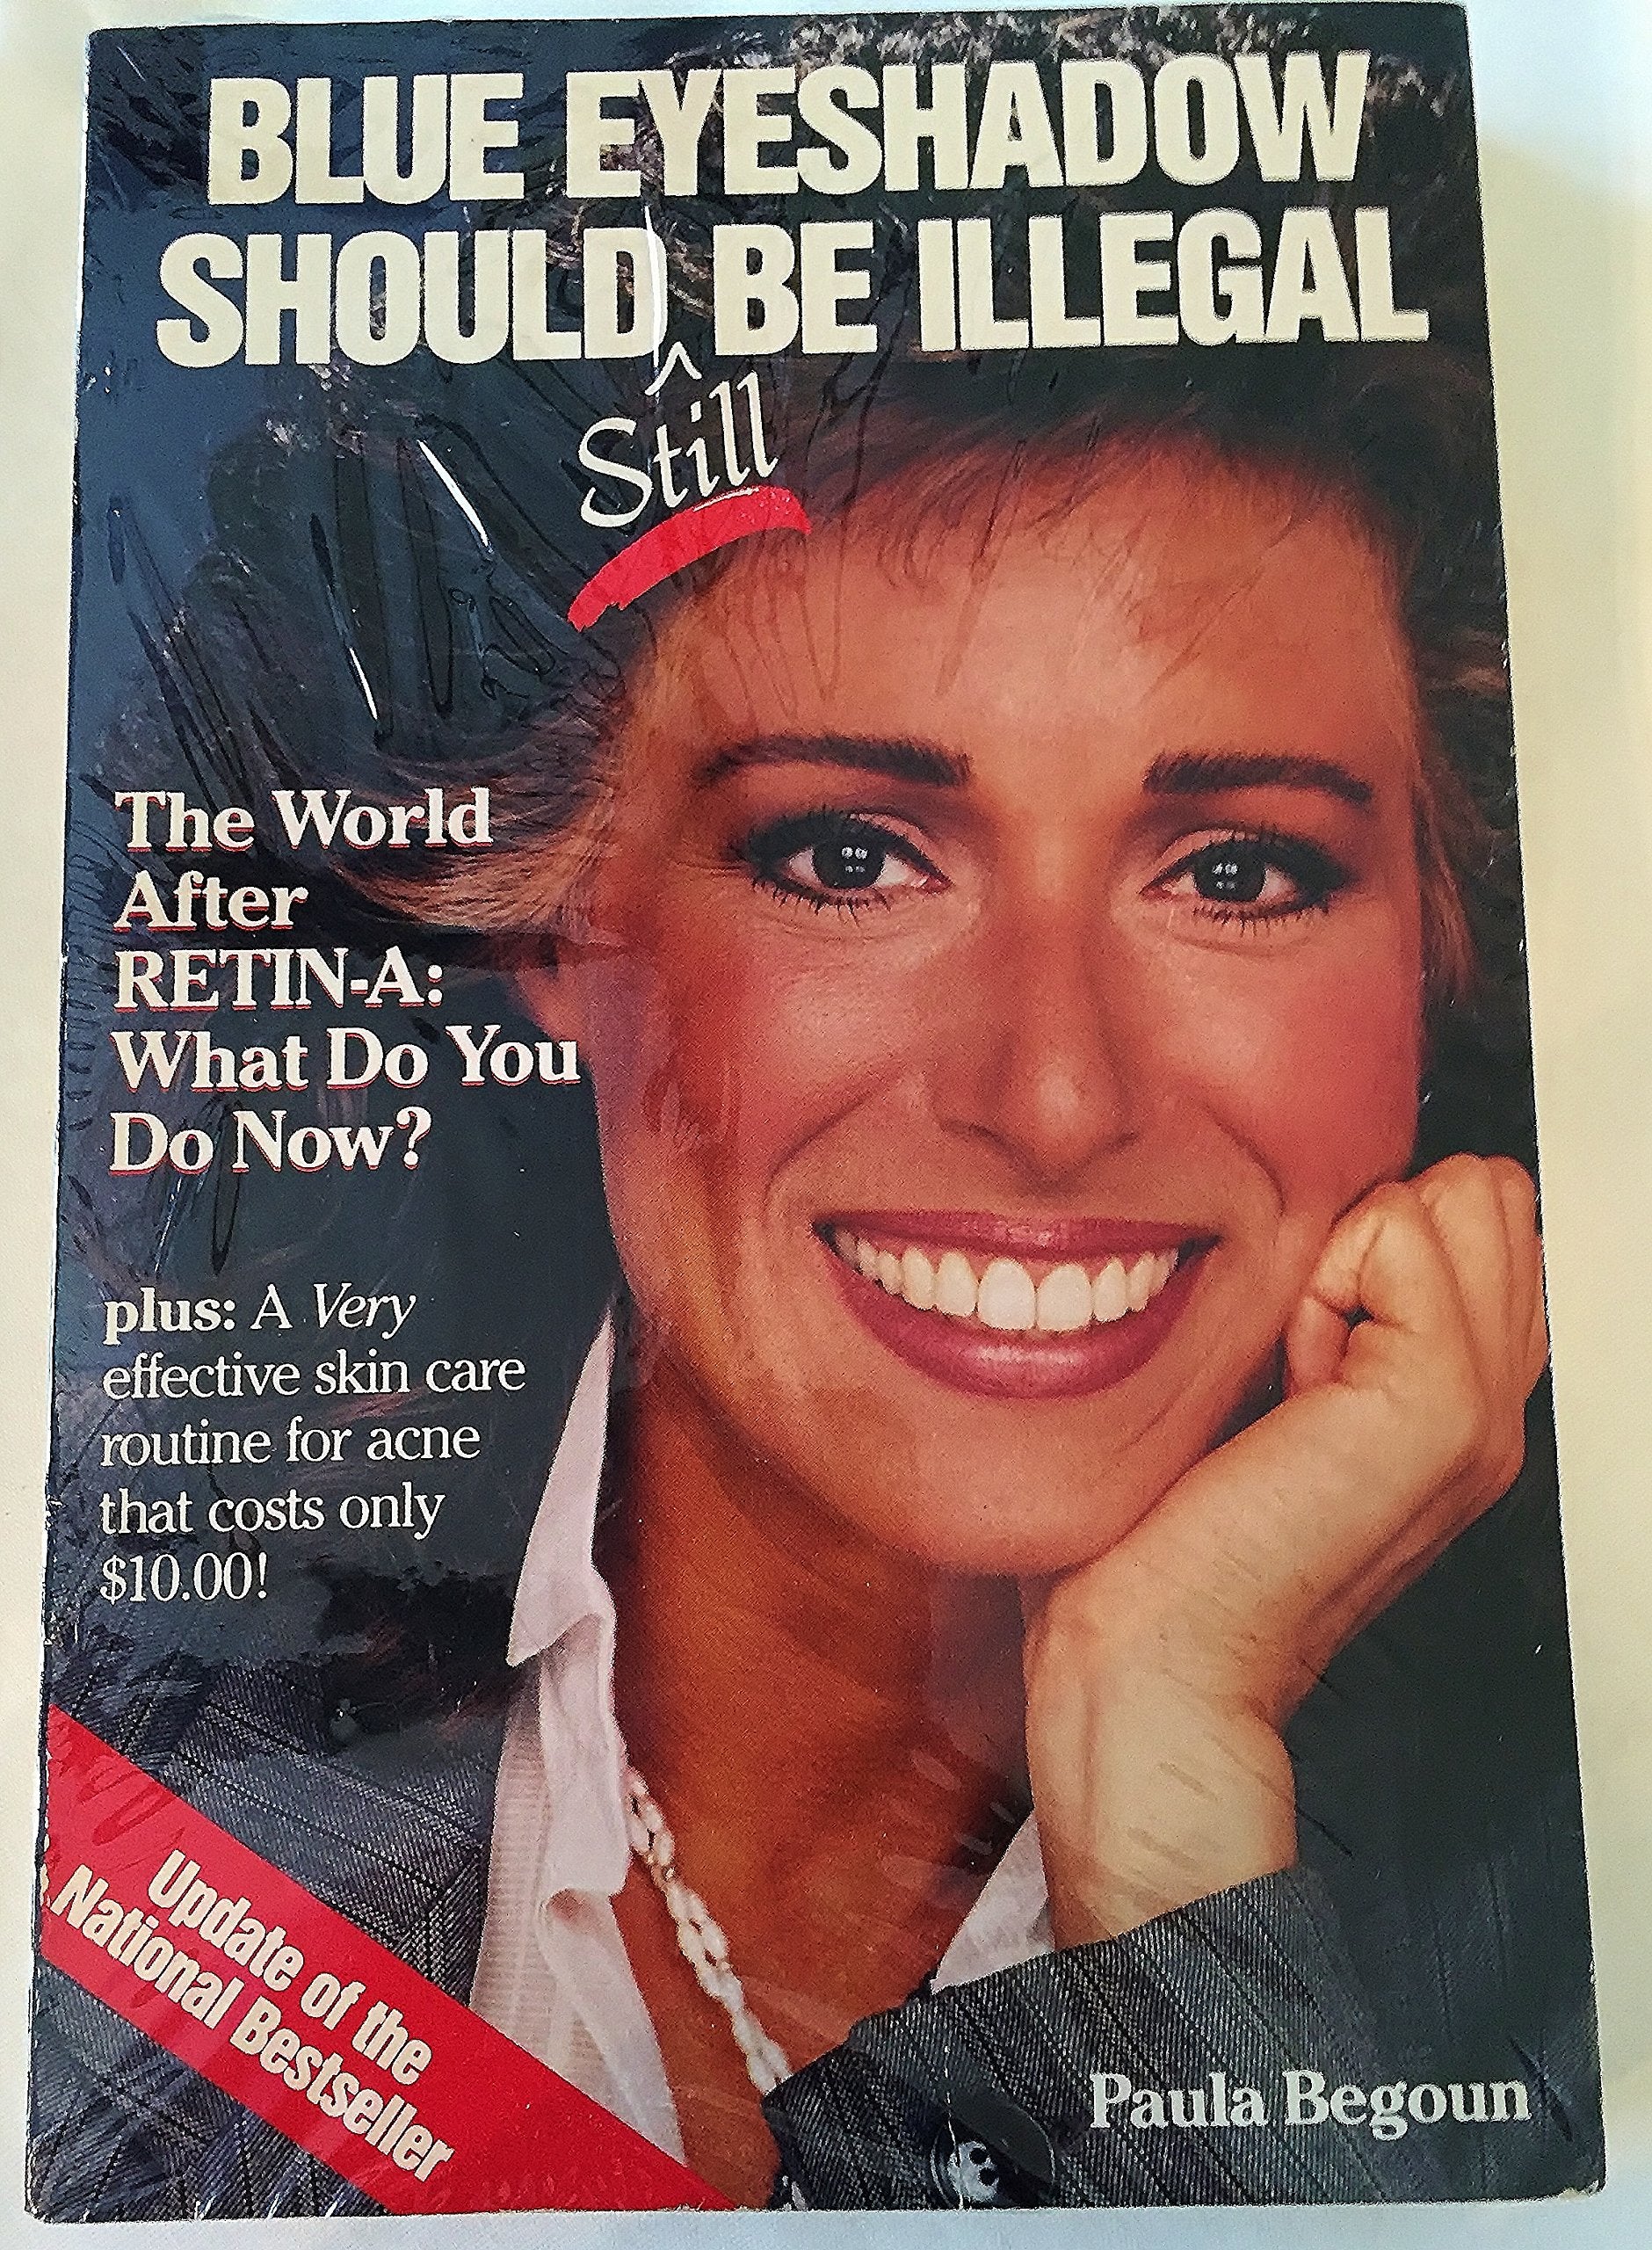 BLUE EYESHADOW
SHOULD ^ BE ILLEGAL
Still
The World
After
RETIN-A:
What Do You
Do Now?
plus: A Very
effective skin care
routine for acne
that costs only
$10.00!
Update of the
National Bestseller
Paula Begoun